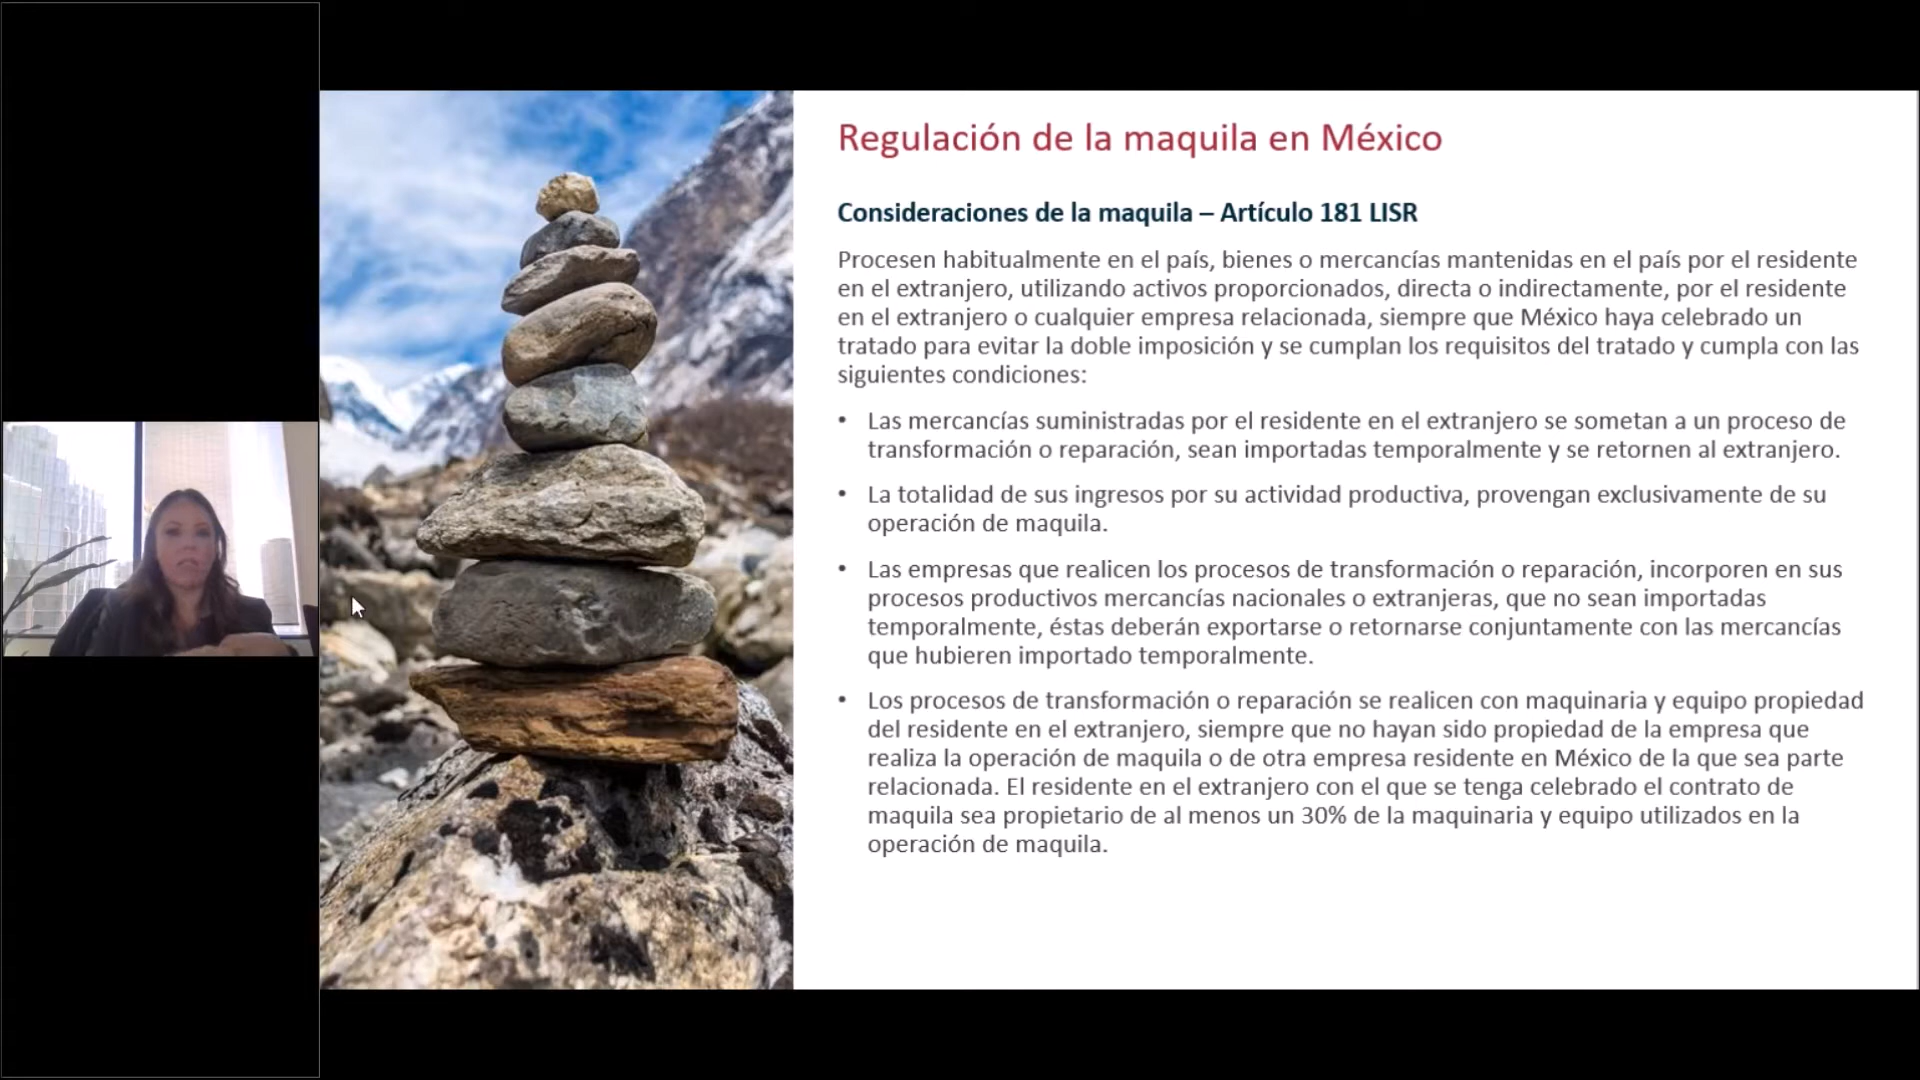 Regulación de la maquila en México
Consideraciones de la maquila – Artículo 181 LISR
Procesen habitualmente en el país, bienes o mercancías mantenidas en el país por el residente
en el extranjero, utilizando activos proporcionados, directa o indirectamente, por el residente
en el extranjero o cualquier empresa relacionada, siempre que México haya celebrado un
tratado para evitar la doble imposición y se cumplan los requisitos del tratado y cumpla con las
siguientes condiciones:
• Las mercancías suministradas por el residente en el extranjero se sometan a un proceso de
transformación o reparación, sean importadas temporalmente y se retornen al extranjero.
• La totalidad de sus ingresos por su actividad productiva, provengan exclusivamente de su
operación de maquila.
• Las empresas que realicen los procesos de transformación o reparación, incorporen en sus
procesos productivos mercancías nacionales o extranjeras, que no sean importadas
temporalmente, éstas deberán exportarse o retornarse conjuntamente con las mercancías
que hubieren importado temporalmente.
• Los procesos de transformación o reparación se realicen con maquinaria y equipo propiedad
del residente en el extranjero, siempre que no hayan sido propiedad de la empresa que
realiza la operación de maquila o de otra empresa residente en México de la que sea parte
relacionada. El residente en el extranjero con el que se tenga celebrado el contrato de
maquila sea propietario de al menos un 30% de la maquinaria y equipo utilizados en la
operación de maquila.